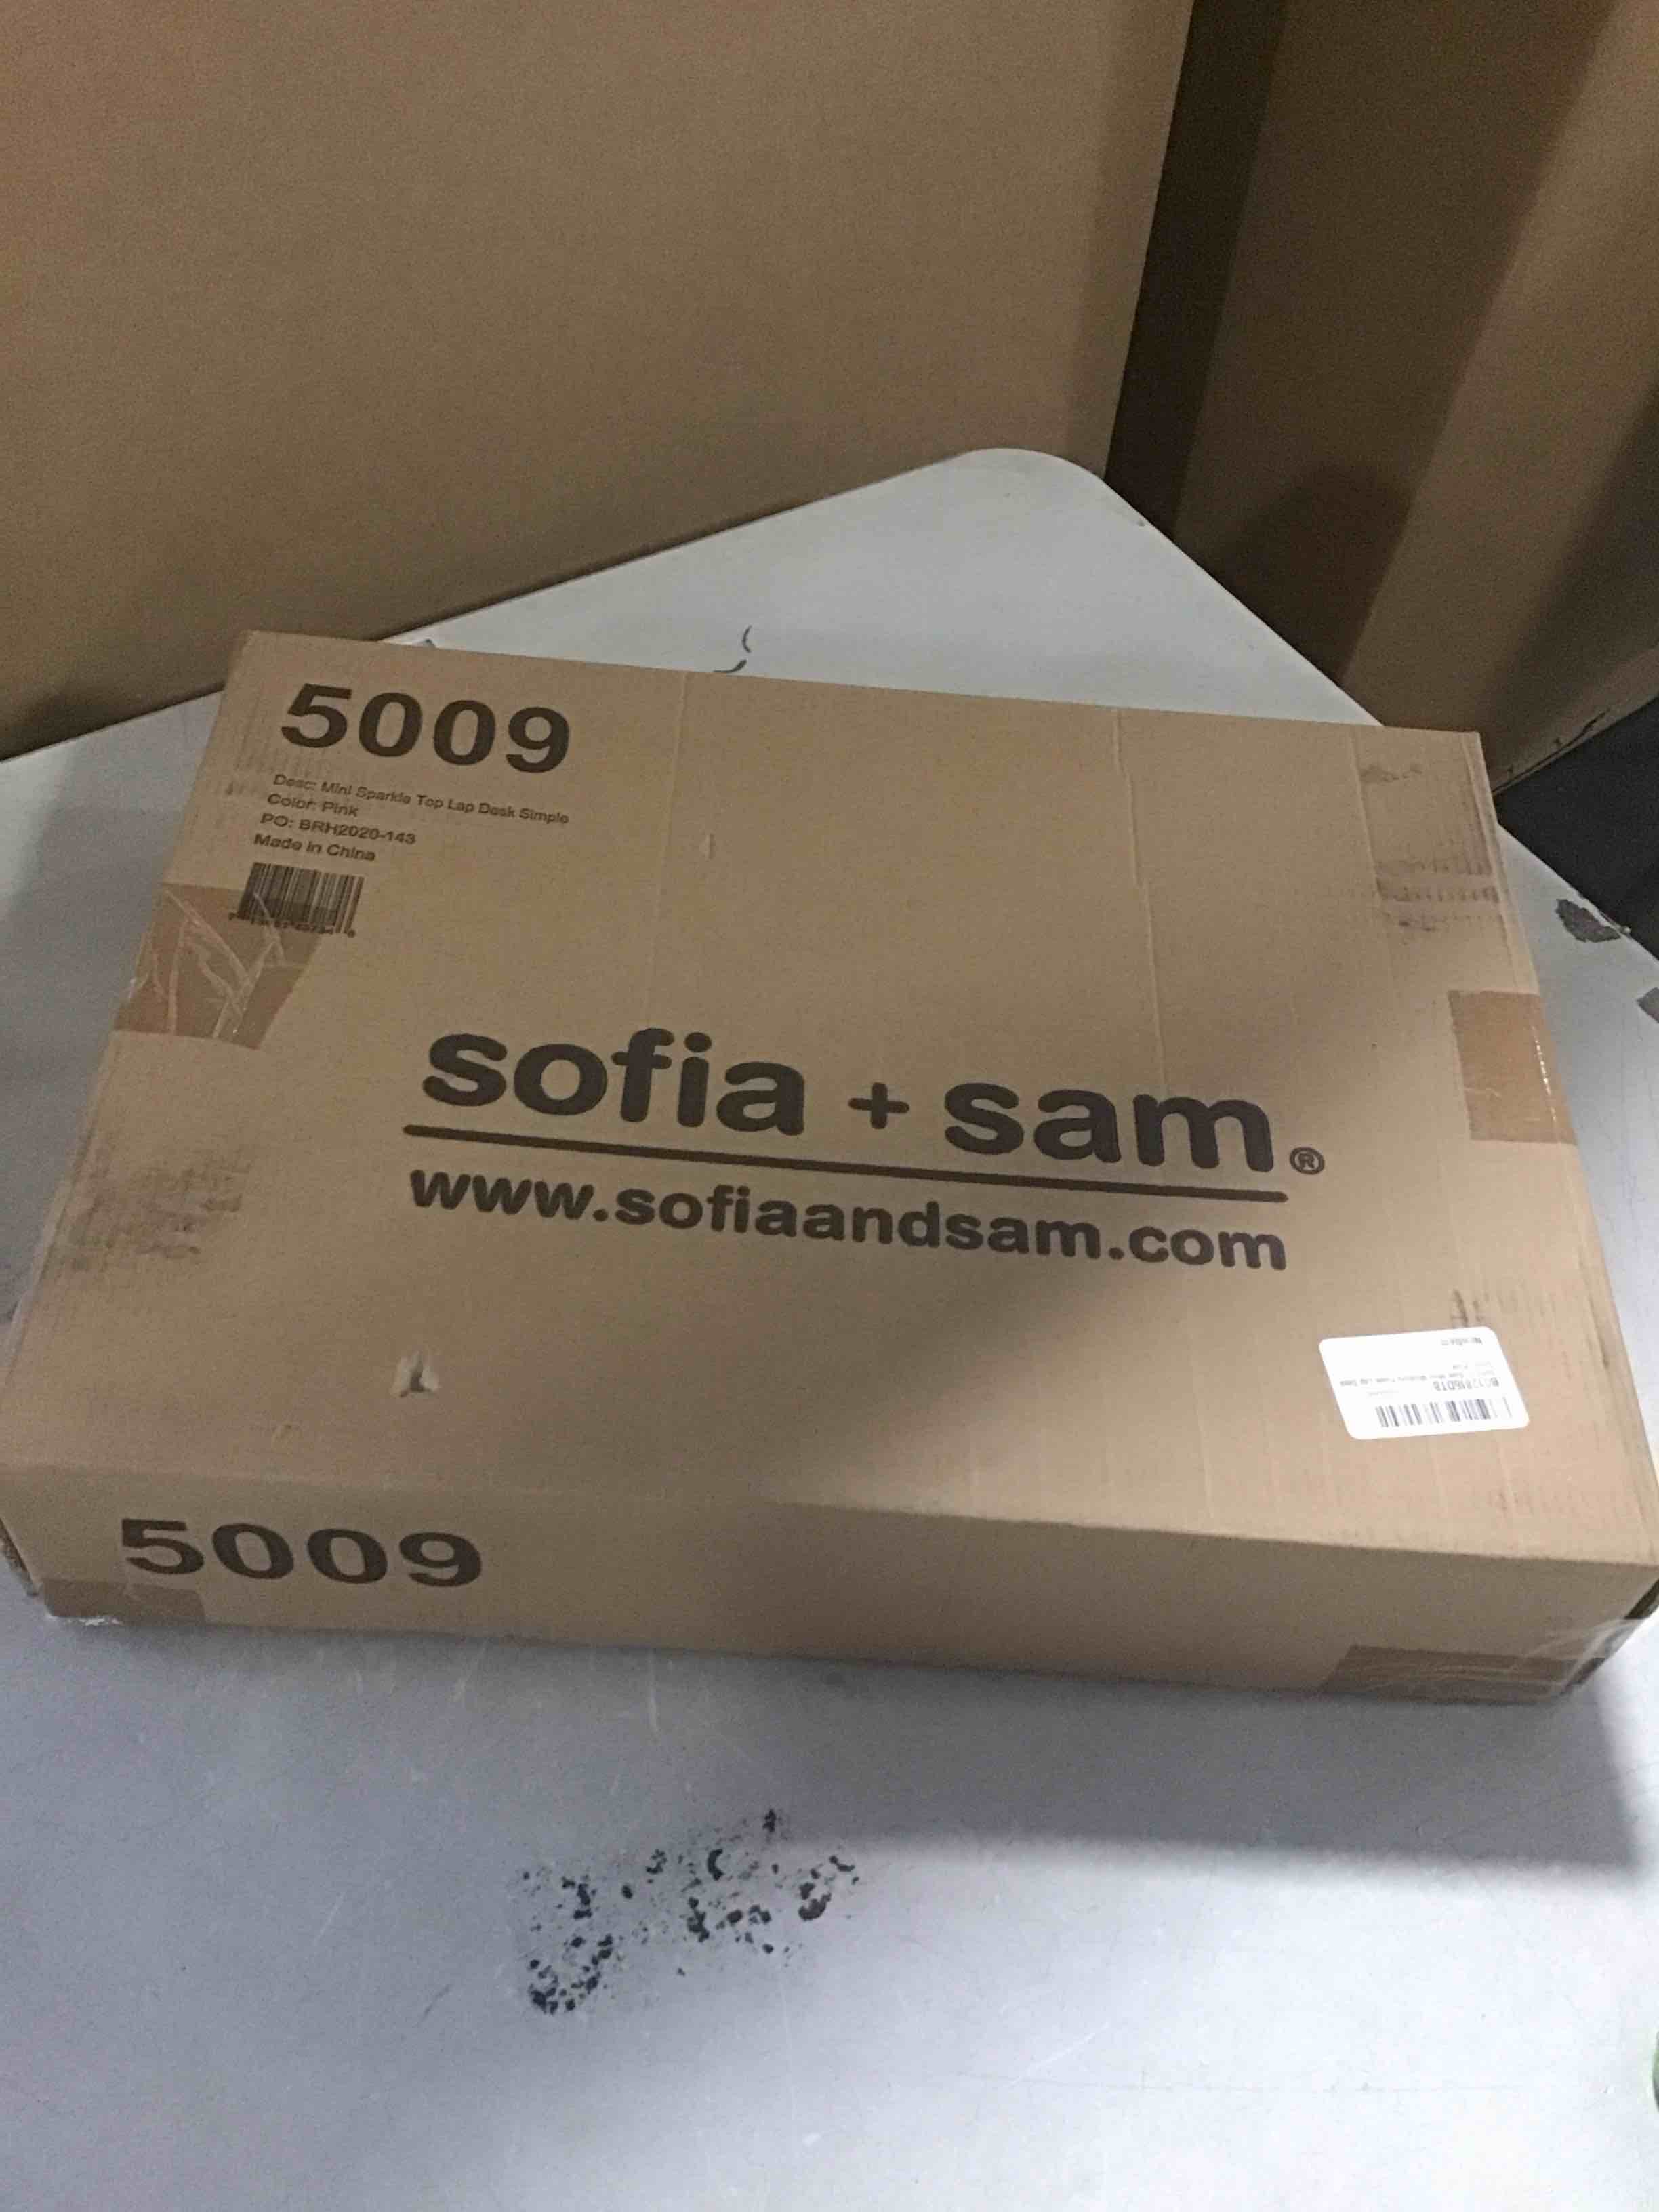 5009
Desc: Mini Sparkle Top Lap Desk Simple
Color: Pink
PO: BRH2020-143
Made in China
sofia + sam®
www.sofiaandsam.com
5009